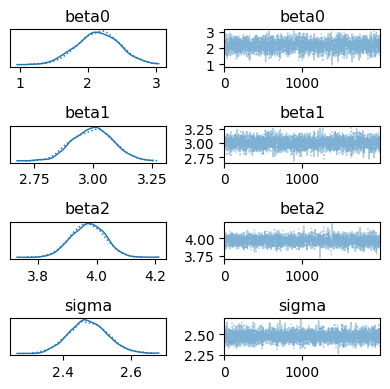 beta0 beta0
3
2
1
1 2 3 0 1000
beta1 beta1
3.25
3.00
2.75
2.75 3.00 3.25 0 1000
beta2 beta2
4.00
3.75
3.8 4.0 4.2 0 1000
sigma sigma
2.50
2.25
2.4 2.6 0 1000